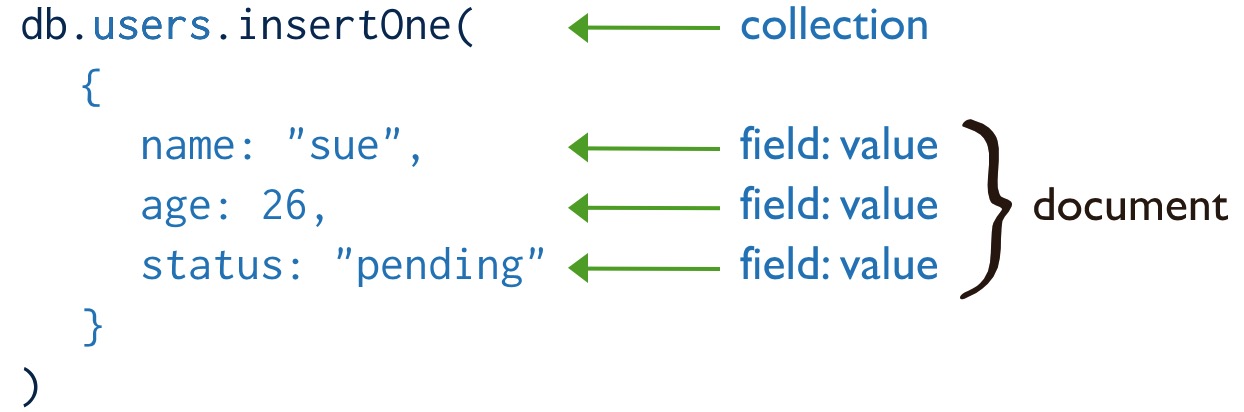 db.users.insertOne( collection
{
name: "sue", field: value
age: 26, field: value
status: "pending" field: value
document
}
)